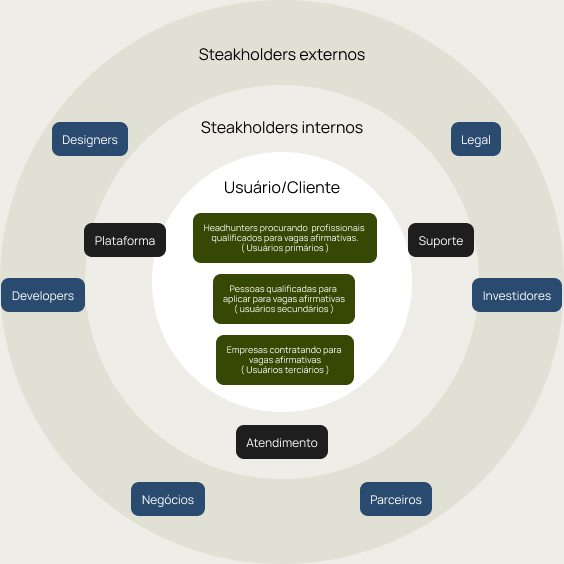 Steakholders externos
Steakholders internos
Designers
Legal
Usuário/Cliente
Headhunters procurando profissionais
qualificados para vagas afirmativas.
( Usuários primários )
Plataforma
Suporte
Pessoas qualificadas para
aplicar para vagas afirmativas
( usuários secundários )
Developers
Investidores
Empresas contratando para
vagas afirmativas
( Usuários terciários )
Atendimento
Negócios
Parceiros